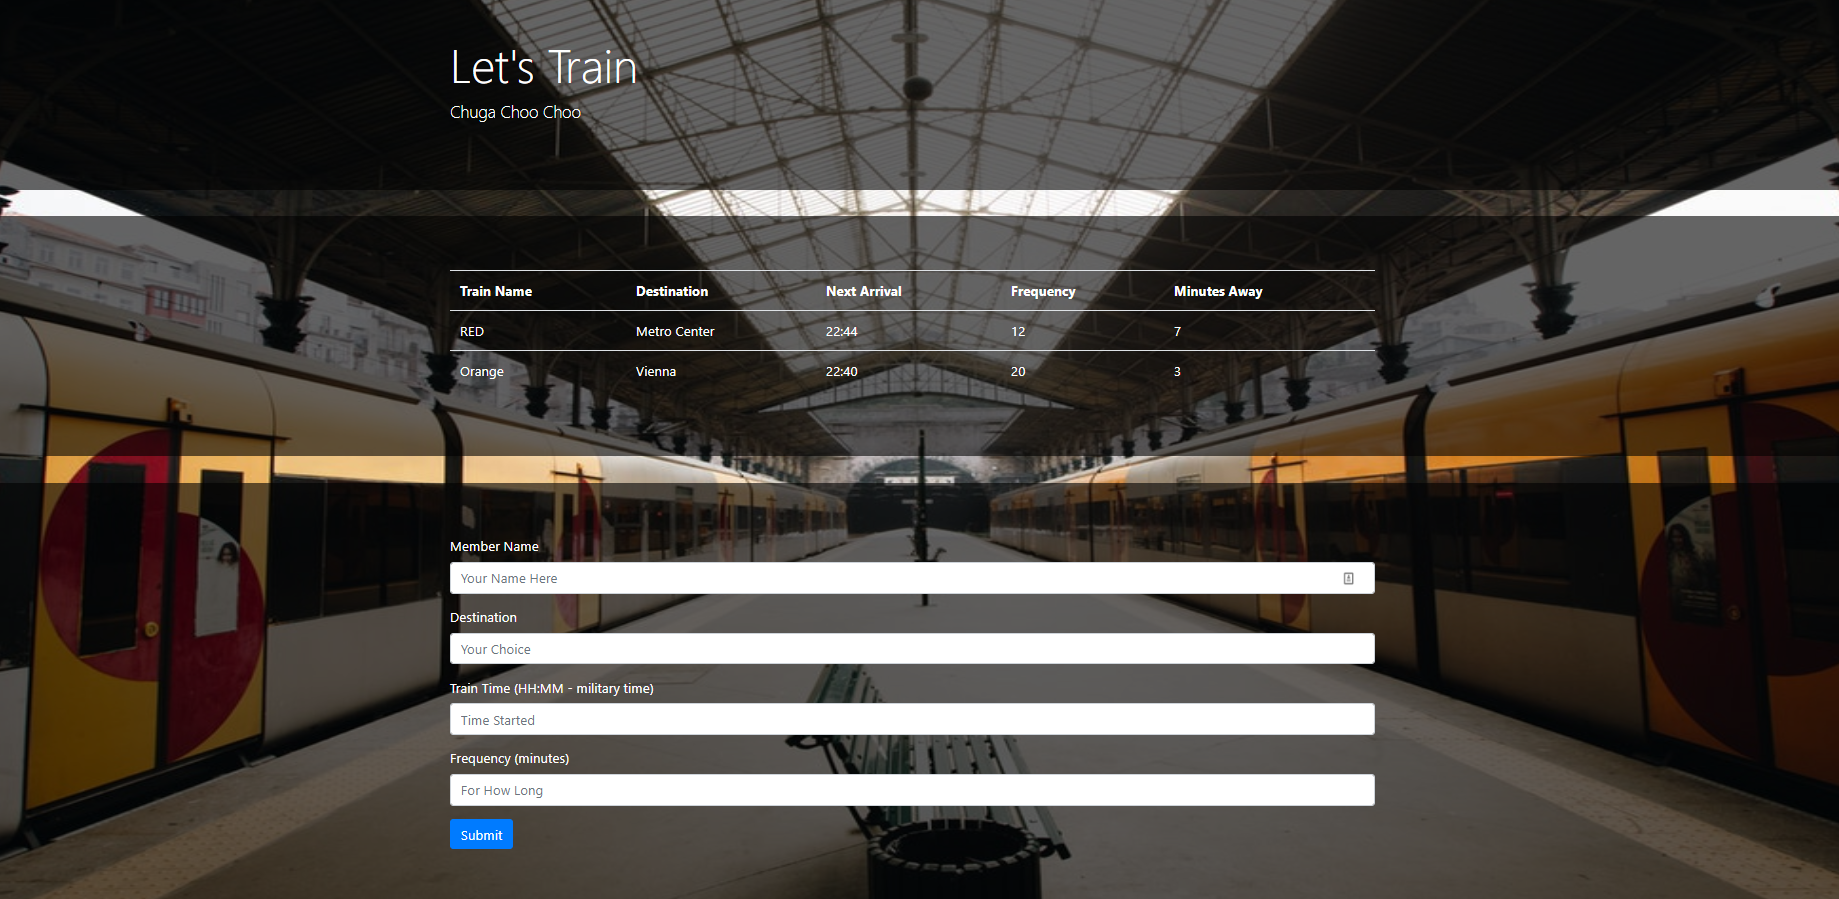 Let's Train
Chuga Choo Choo
Train Name Destination Next Arrival Frequency Minutes Away
RED Metro Center 22:44 12 7
Orange Vienna 22:40 20 3
Member Name
Your Name Here
Destination
Your Choice
Train Time (HH:MM - military time)
Time Started
Frequency (minutes)
For How Long
Submit